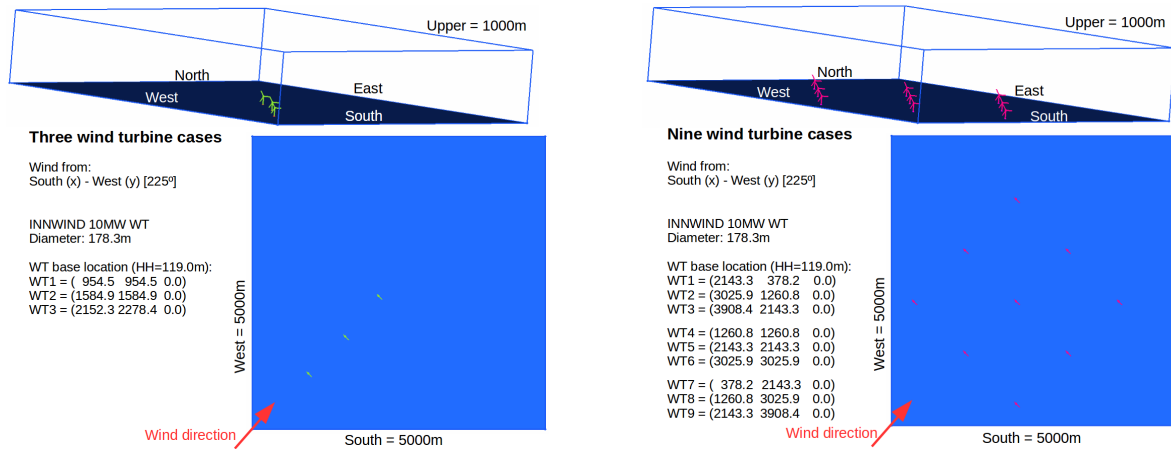 Upper = 1000m
North
East
West
South
Three wind turbine cases
Wind from:
South (x) - West (y) [225º]
INNWIND 10MW WT
Diameter: 178.3m
WT base location (HH=119.0m):
WT1 = ( 954.5 954.5 0.0)
WT2 = (1584.9 1584.9 0.0)
WT3 = (2152.3 2278.4 0.0)
West = 5000m
Wind direction
South = 5000m
Upper = 1000m
North
East
West
South
Nine wind turbine cases
Wind from:
South (x) - West (y) [225º]
INNWIND 10MW WT
Diameter: 178.3m
WT base location (HH=119.0m):
WT1 = (2143.3 378.2 0.0)
WT2 = (3025.9 1260.8 0.0)
WT3 = (3908.4 2143.3 0.0)
WT4 = (1260.8 1260.8 0.0)
WT5 = (2143.3 2143.3 0.0)
WT6 = (3025.9 3025.9 0.0)
WT7 = ( 378.2 2143.3 0.0)
WT8 = (1260.8 3025.9 0.0)
WT9 = (2143.3 3908.4 0.0)
West = 5000m
Wind direction
South = 5000m